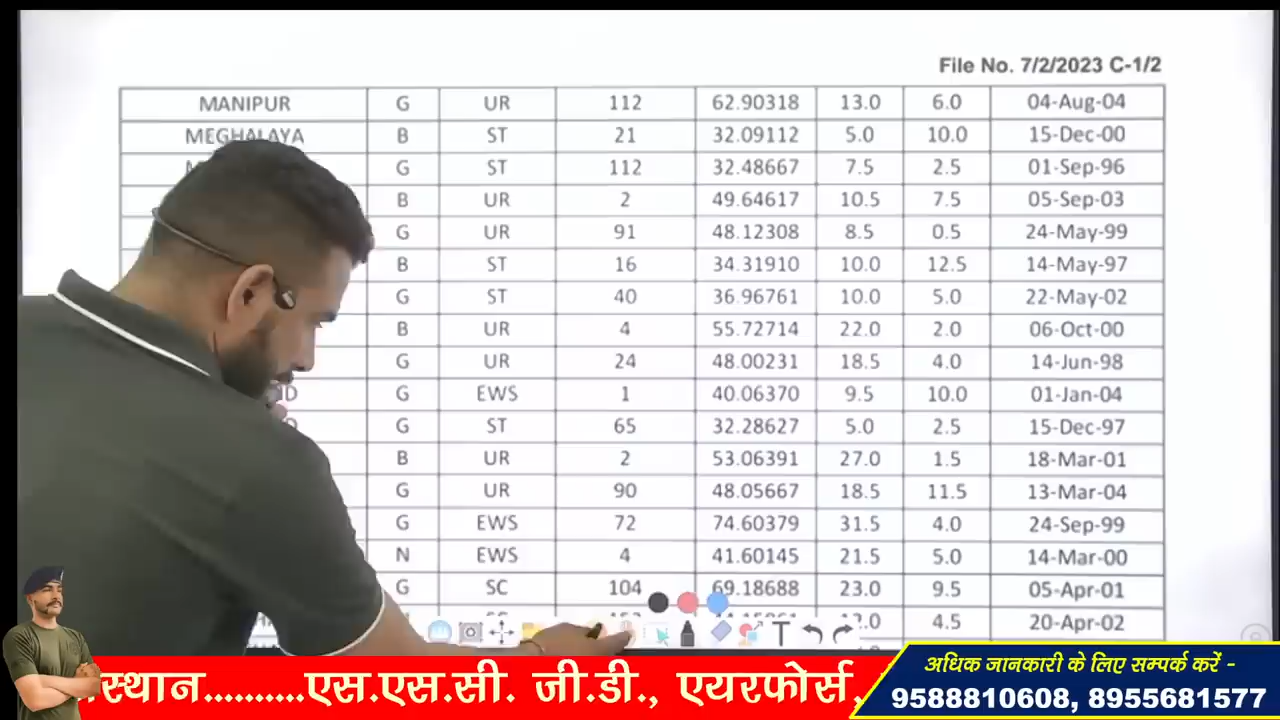 File No. 7/2/2023 C-1/2
MANIPUR G UR 112 62.90318 13.0 6.0 04-Aug-04
MEGHALAYA B ST 21 32.09112 5.0 10.0 15-Dec-00
G ST 112 32.48667 7.5 2.5 01-Sep-96
B UR 2 49.64617 10.5 7.5 05-Sep-03
G UR 91 48.12308 8.5 0.5 24-May-99
B ST 16 34.31910 10.0 12.5 14-May-97
G ST 40 36.96761 10.0 5.0 22-May-02
B UR 4 55.72714 22.0 2.0 06-Oct-00
G UR 24 48.00231 18.5 4.0 14-Jun-98
G EWS 1 40.06370 9.5 10.0 01-Jan-04
G ST 65 32.28627 5.0 2.5 15-Dec-97
B UR 2 53.06391 27.0 1.5 18-Mar-01
G UR 90 48.05667 18.5 11.5 13-Mar-04
G EWS 72 74.60379 31.5 4.0 24-Sep-99
N EWS 4 41.60145 21.5 5.0 14-Mar-00
G SC 104 69.18688 23.0 9.5 05-Apr-01
4.5 20-Apr-02
T
स्थान..........एस.एस.सी. जी.डी., एयरफोर्स,
अधिक जानकारी के लिए सम्पर्क करें -
9588810608, 8955681577